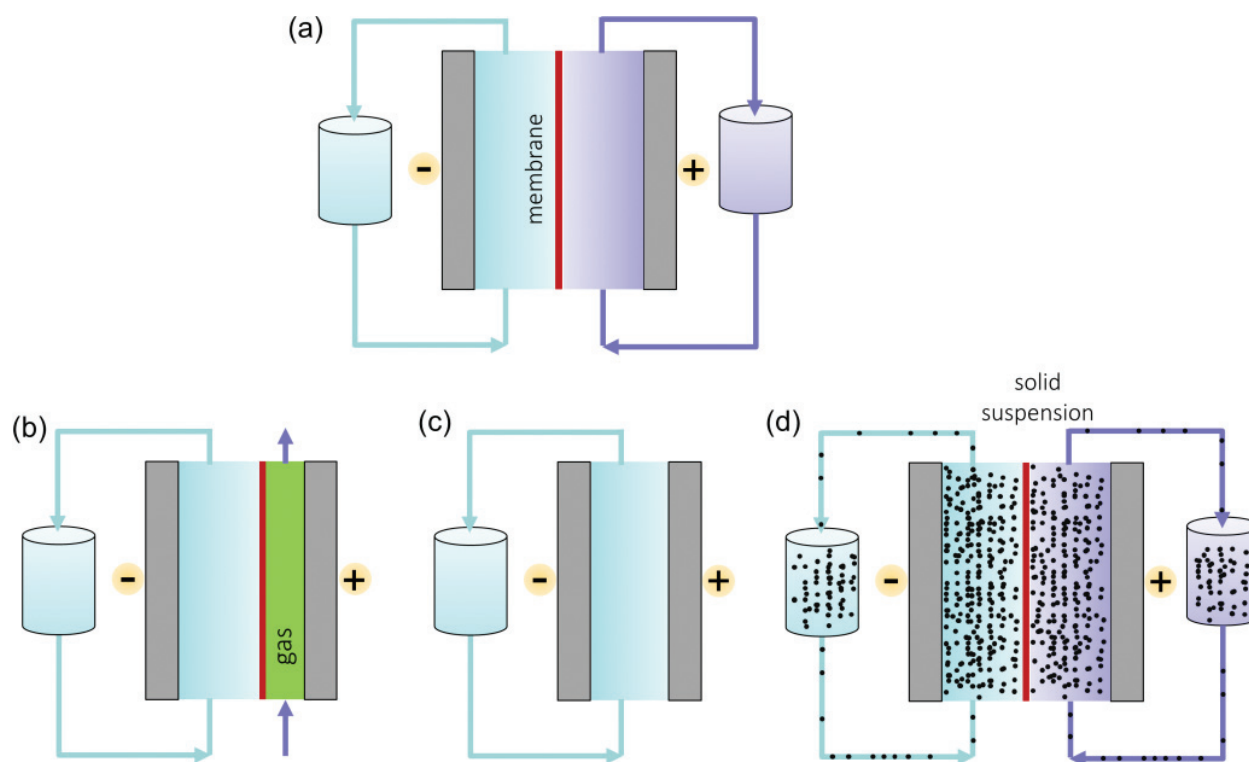 (a)
-
membrane
+
(b)
-
gas
+
(c)
-
+
solid
suspension
(d)
-
+